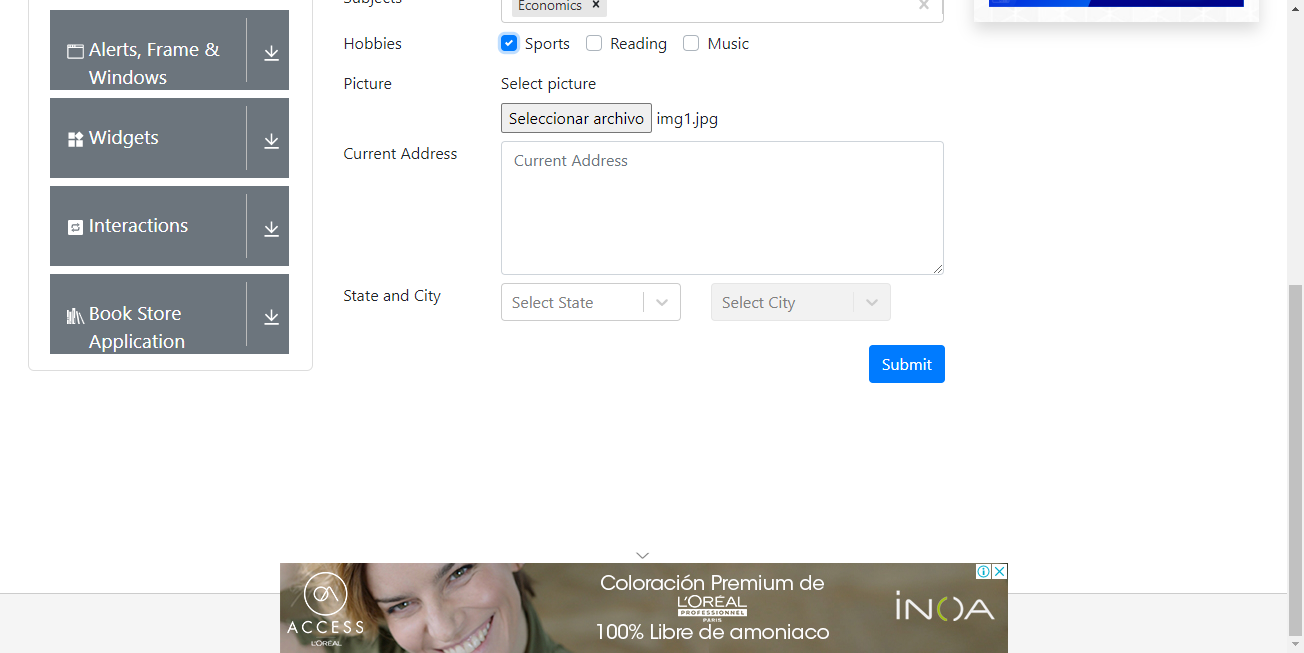 Subjects
Economics ×
Alerts, Frame &
Windows
Hobbies
Sports
Reading
Music
Picture
Select picture
Seleccionar archivo
img1.jpg
Widgets
Current Address
Current Address
Interactions
State and City
Select State
Select City
Book Store
Application
Submit
ACCESS
L'ORÉAL
Coloración Premium de
L'ORÉAL
PROFESSIONNEL
PARIS
100% Libre de amoniaco
iNOA